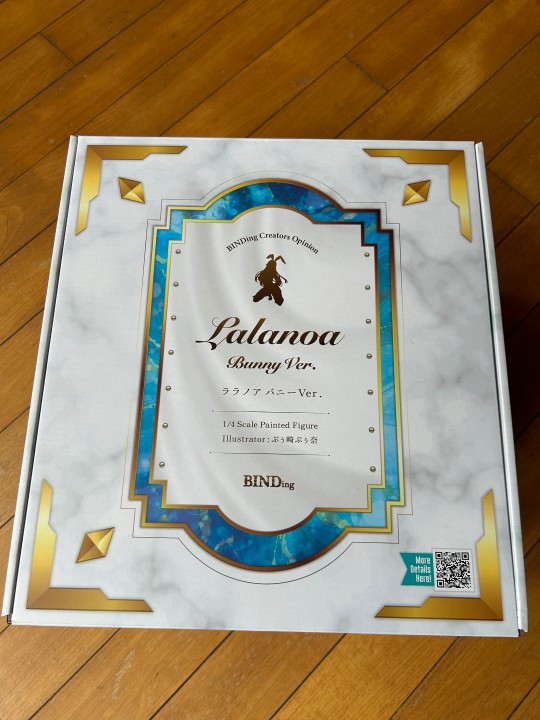 BINDing Creators Opinion
Lalanoa
Bunny Ver.
ララノア バニーVer.
1/4 Scale Painted Figure
Illustrator : ぶぅ崎ぶぅ奈
BINDing
More
Details
Here!